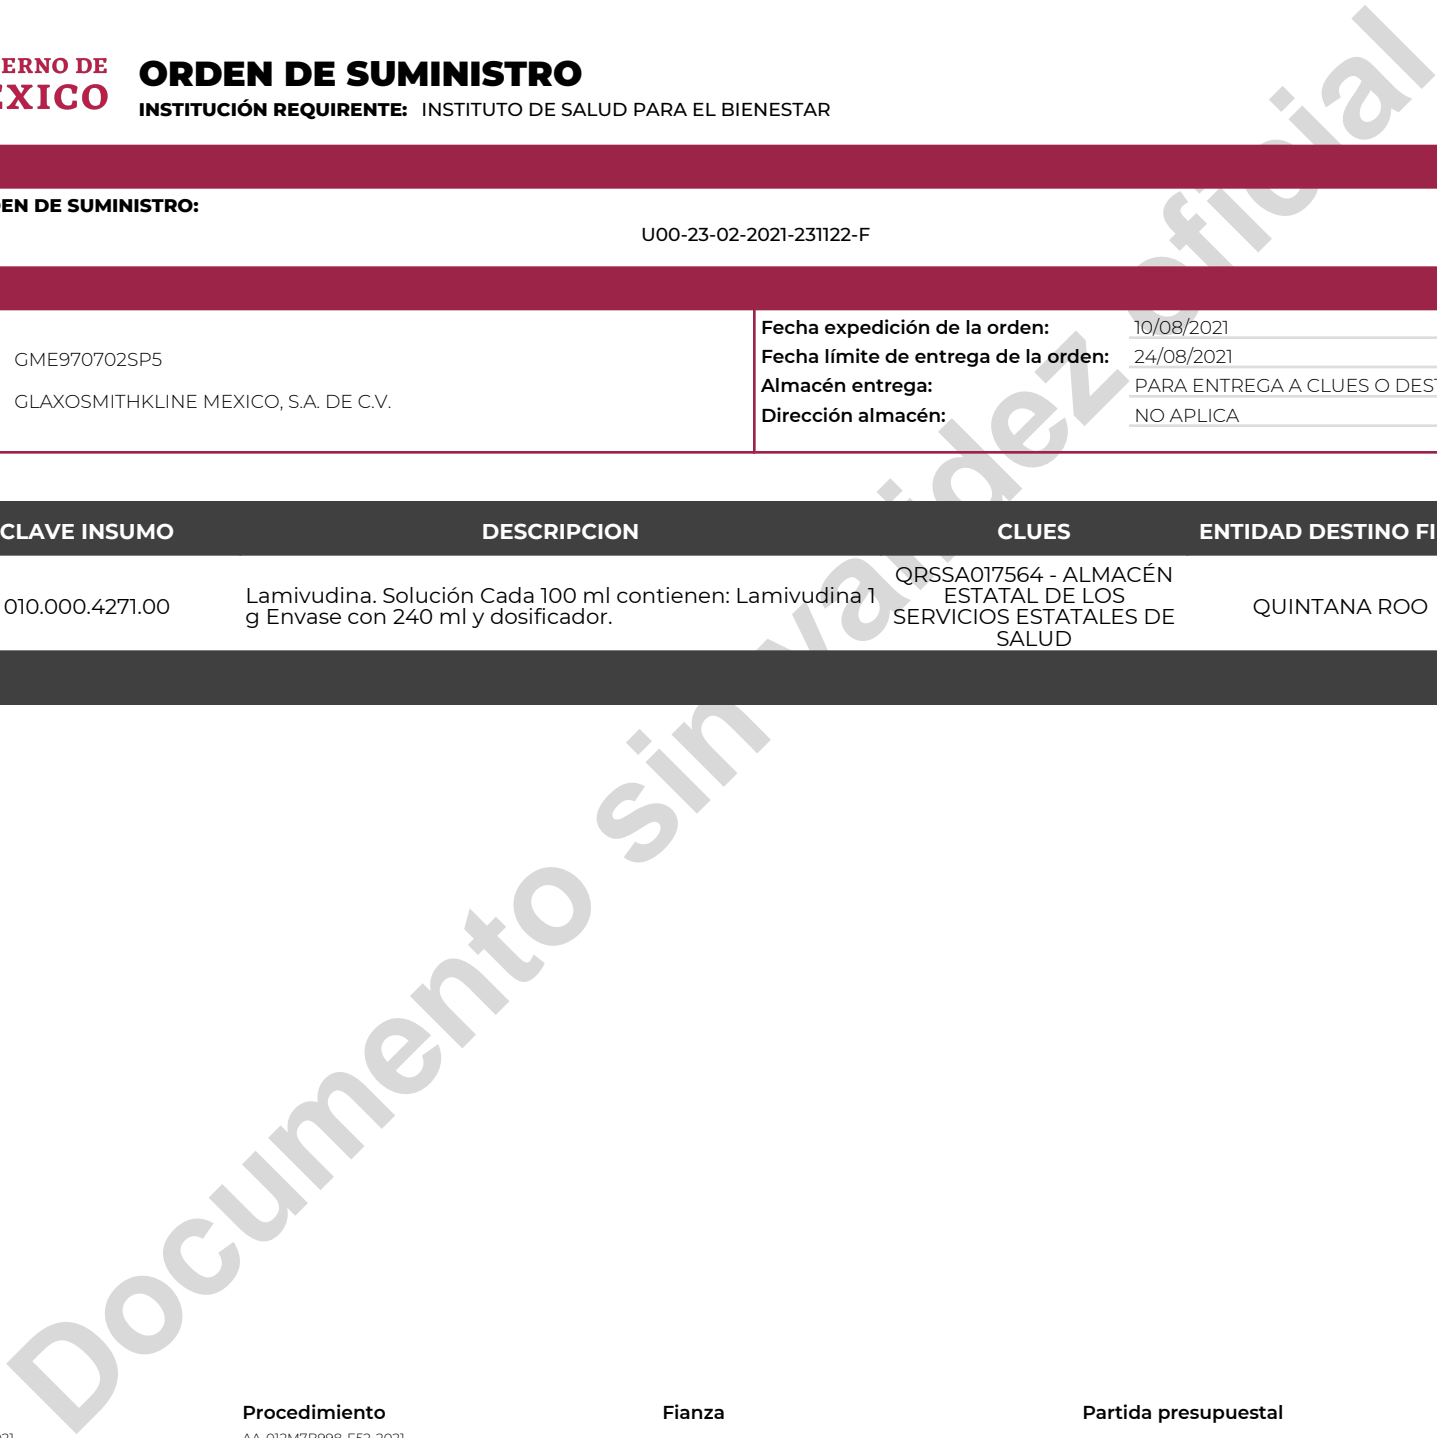 ERNO DE
EXICO
ORDEN DE SUMINISTRO
INSTITUCIÓN REQUIRENTE: INSTITUTO DE SALUD PARA EL BIENESTAR
EN DE SUMINISTRO:
U00-23-02-2021-231122-F
GME970702SP5
GLAXOSMITHKLINE MEXICO, S.A. DE C.V.
Fecha expedición de la orden: 10/08/2021
Fecha límite de entrega de la orden: 24/08/2021
Almacén entrega: PARA ENTREGA A CLUES O DEST
Dirección almacén: NO APLICA
CLAVE INSUMO DESCRIPCION CLUES ENTIDAD DESTINO FI
010.000.4271.00
Lamivudina. Solución Cada 100 ml contienen: Lamivudina 1
g Envase con 240 ml y dosificador.
QRSSA017564 - ALMACÉN
ESTATAL DE LOS
SERVICIOS ESTATALES DE
SALUD
QUINTANA ROO
Documento sin validez oficial
Procedimiento Fianza Partida presupuestal